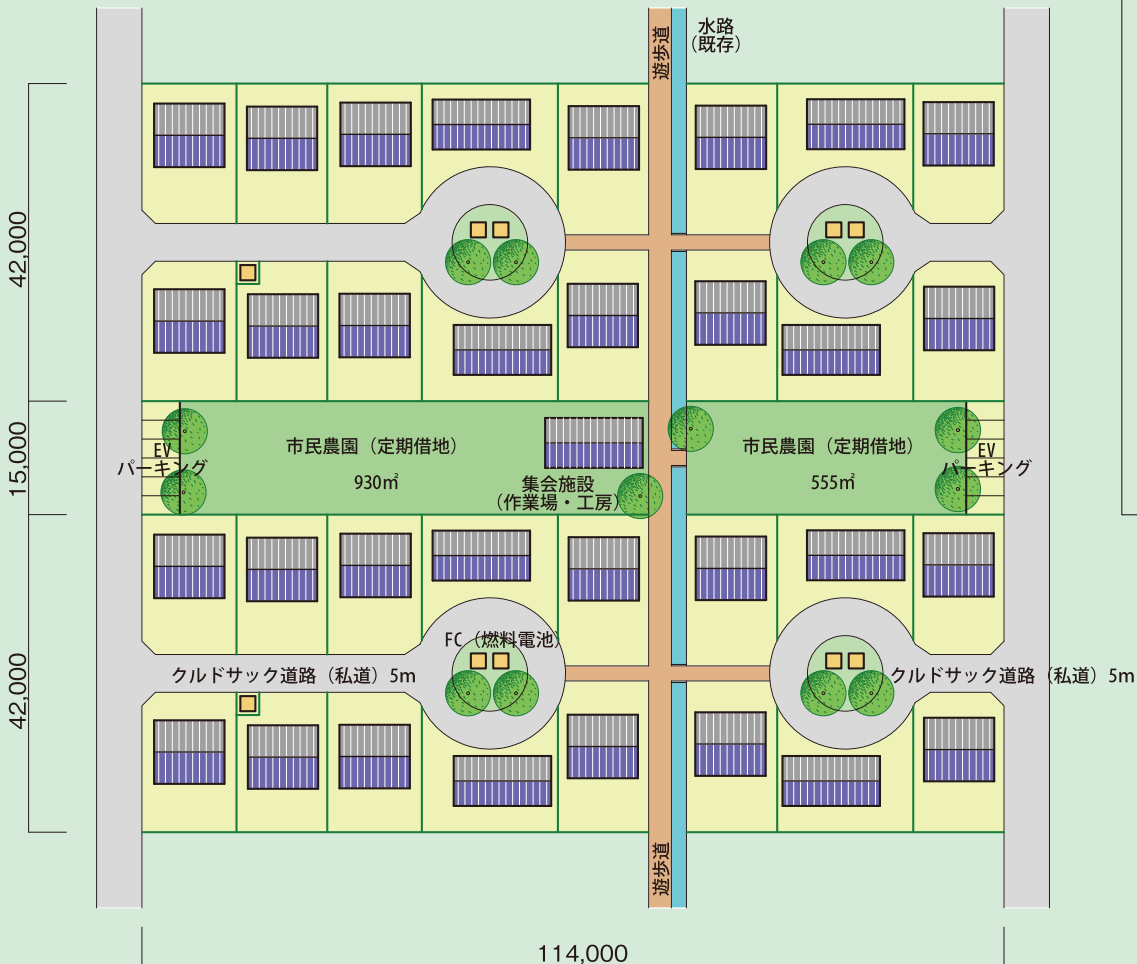 遊歩道
水路
(既存)
42,000
15,000
42,000
EV
パーキング
市民農園(定期借地)
930㎡
集会施設
(作業場・工房)
市民農園(定期借地)
555㎡
EV
パーキング
FC(燃料電池)
クルドサック道路(私道)5m
クルドサック道路(私道)5m
遊歩道
114,000